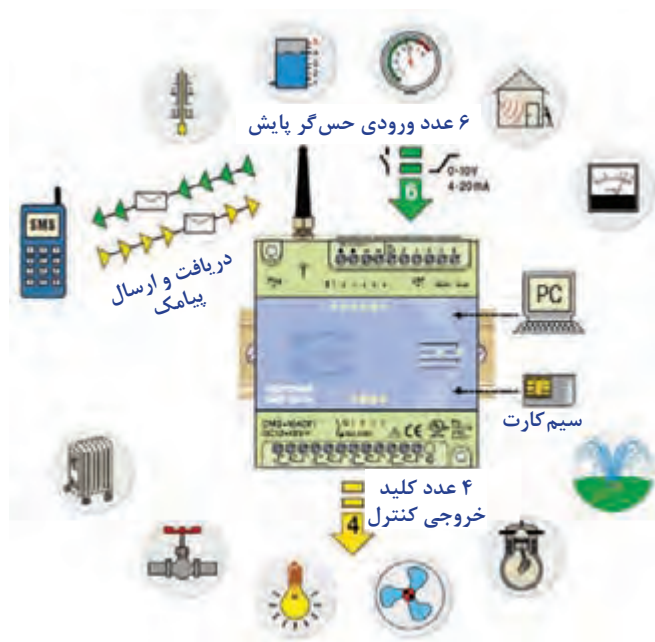 ۶ عدد ورودی حس‌گر پایش
0-10V
4-20mA
6
SMS
دریافت و ارسال
پیامک
PC
سیم‌کارت
CE
۴ عدد کلید
خروجی کنترل
4